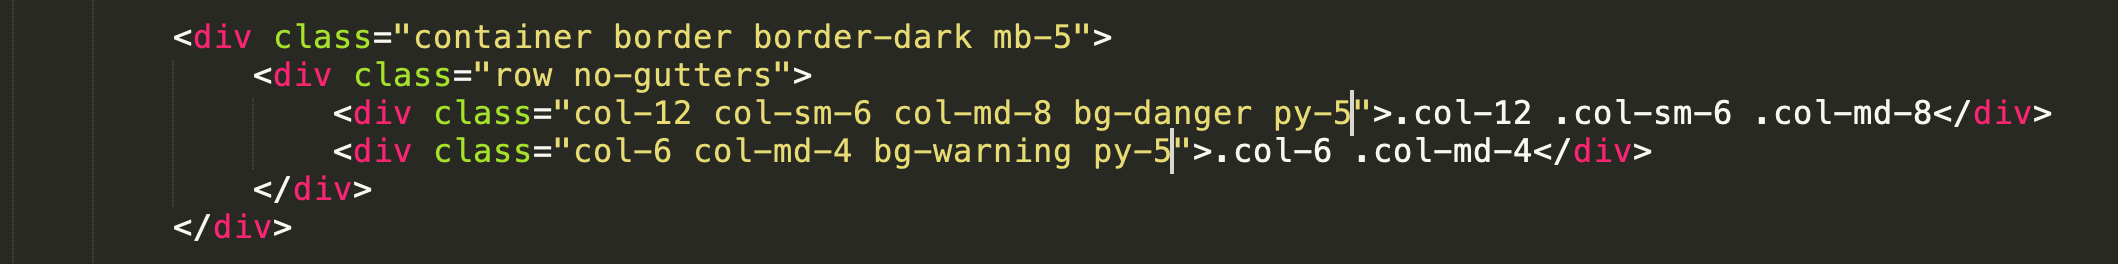 <div class="container border border-dark mb-5">
<div class="row no-gutters">
<div class="col-12 col-sm-6 col-md-8 bg-danger py-5">.col-12 .col-sm-6 .col-md-8</div>
<div class="col-6 col-md-4 bg-warning py-5">.col-6 .col-md-4</div>
</div>
</div>